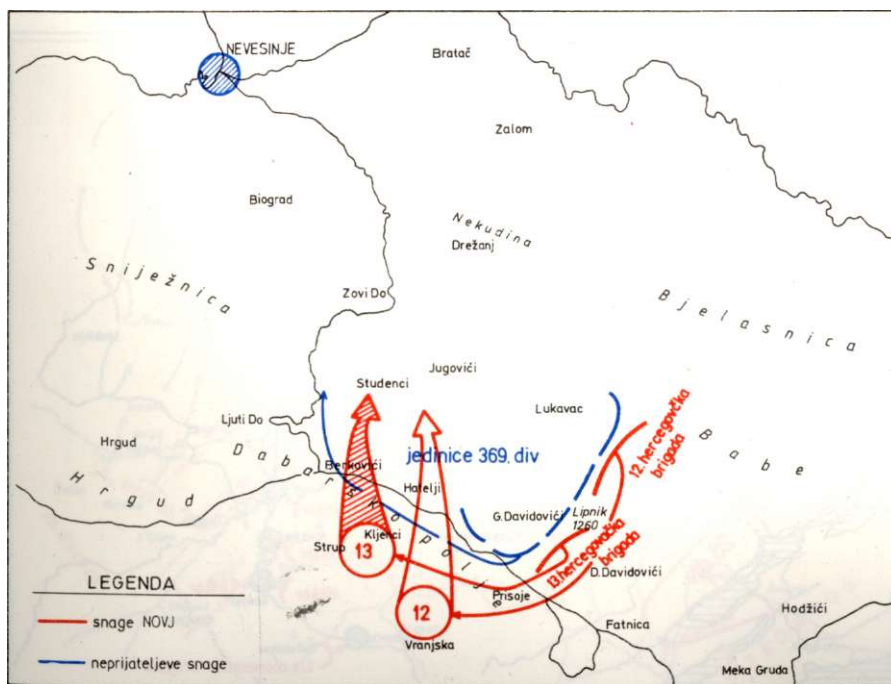 NEVESINJE
Bratač
Zalom
Biograd
Nekudina
Drežanj
Sniježnica
Zovi Do
Bjelasnica
Jugovići
Studenci
Lukavac
Ljuti Do
Hrgud
Dabarsko polje
Berkovići
jedinice 369. div
Babe
12. hercegovčka
brigada
Hrgud
Hatelji
G. Davidovići
Lipnik
1260
Kljenci
Strup
13
13. hercegovačka
brigada
D. Davidovići
LEGENDA
Prisoje
12
Hodžići
snage NOVJ
Fatnica
Vranjska
neprijateljeve snage
Meka Gruda